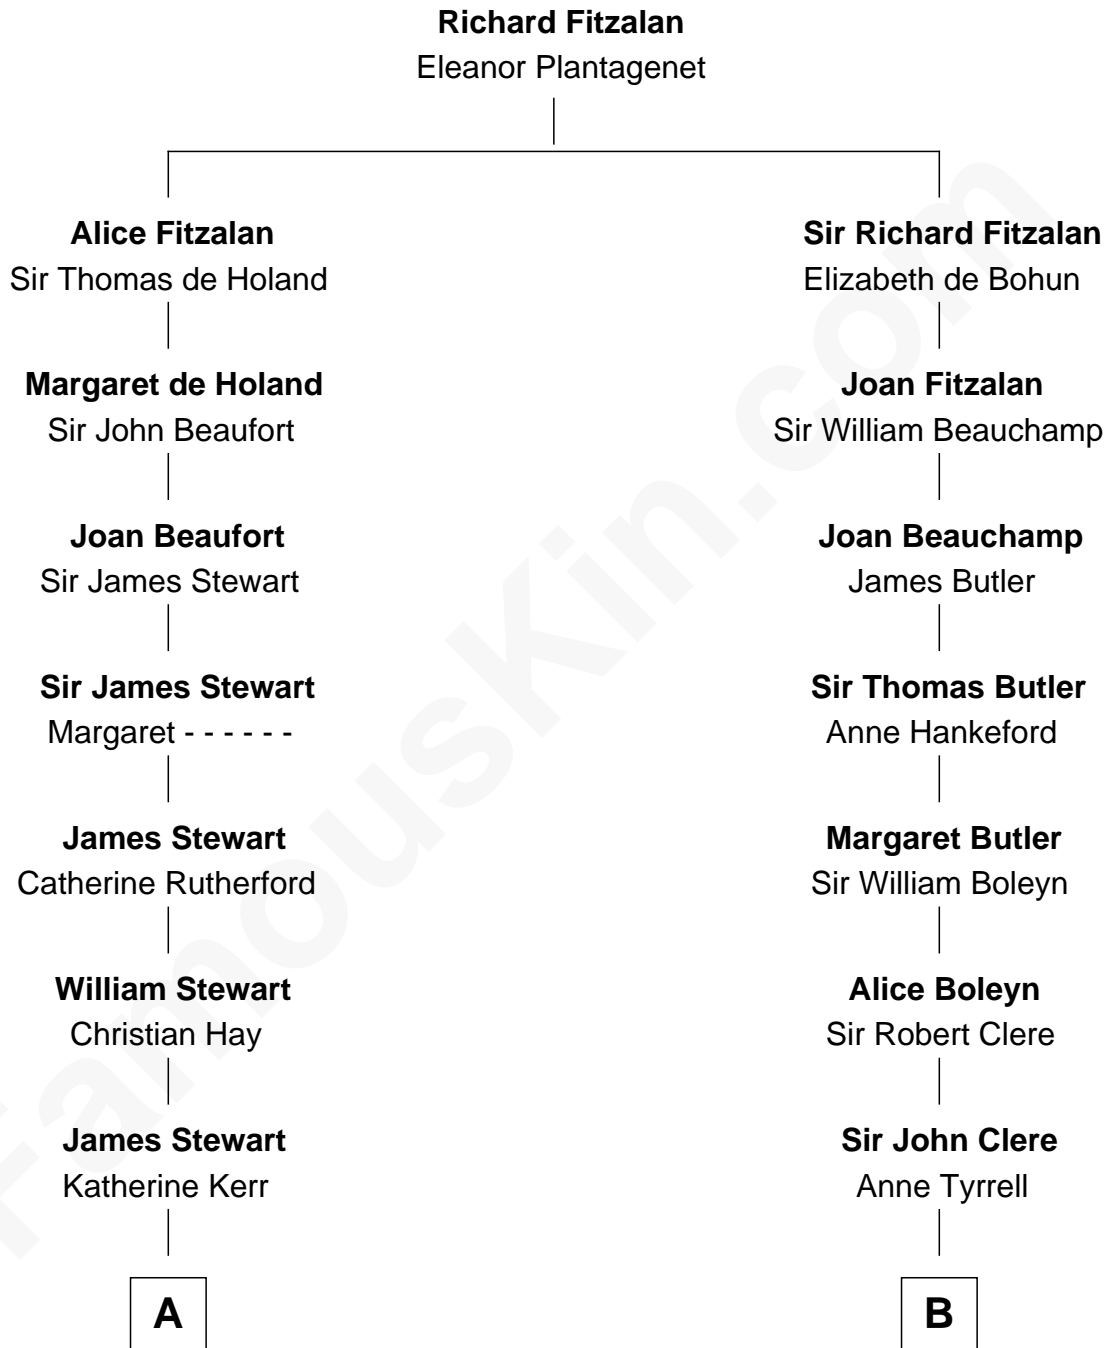 Richard Fitzalan
Eleanor Plantagenet
Alice Fitzalan
Sir Thomas de Holand
Sir Richard Fitzalan
Elizabeth de Bohun
Margaret de Holand
Sir John Beaufort
Joan Fitzalan
Sir William Beauchamp
Joan Beaufort
Sir James Stewart
Joan Beauchamp
James Butler
Sir James Stewart
Margaret - - - - - -
Sir Thomas Butler
Anne Hankeford
James Stewart
Catherine Rutherford
Margaret Butler
Sir William Boleyn
William Stewart
Christian Hay
Alice Boleyn
Sir Robert Clere
James Stewart
Katherine Kerr
Sir John Clere
Anne Tyrrell
A
B
FamousKin.com